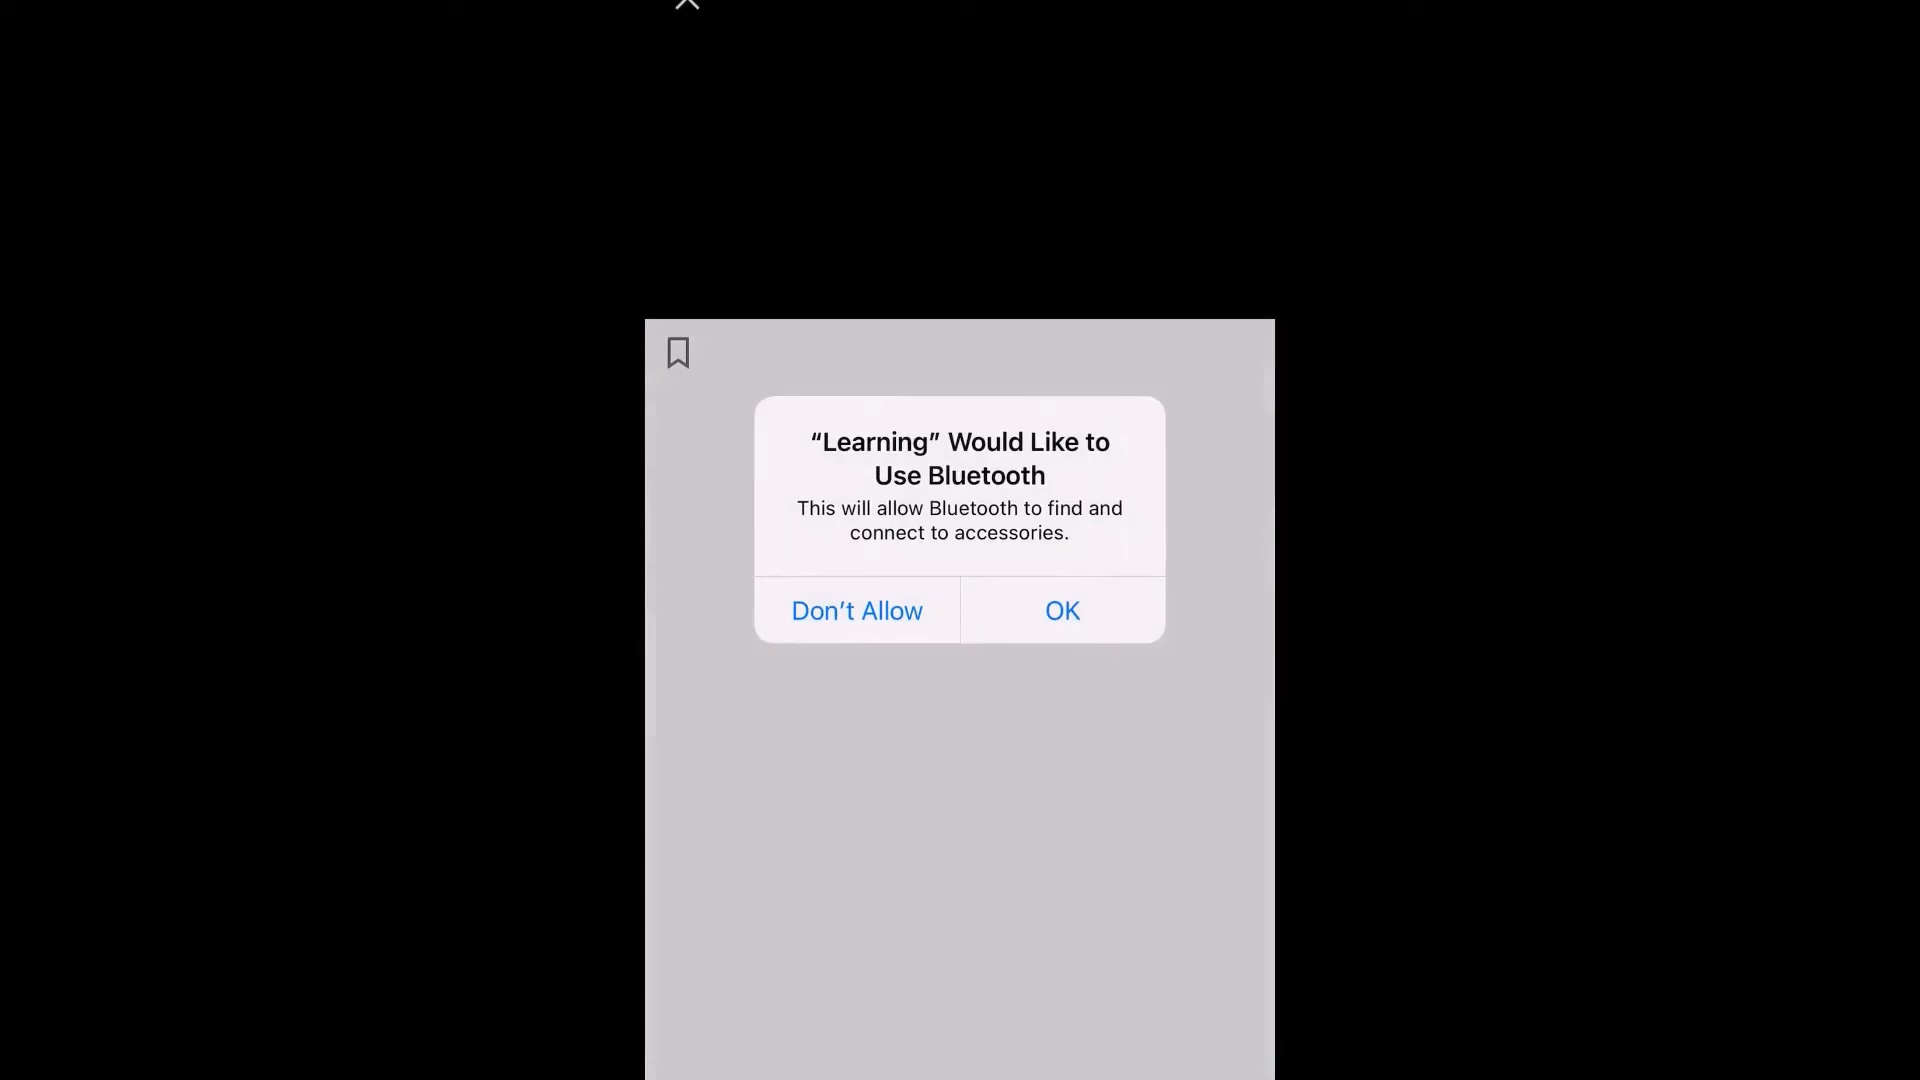 “Learning” Would Like to
Use Bluetooth
This will allow Bluetooth to find and
connect to accessories.
Don’t Allow
OK